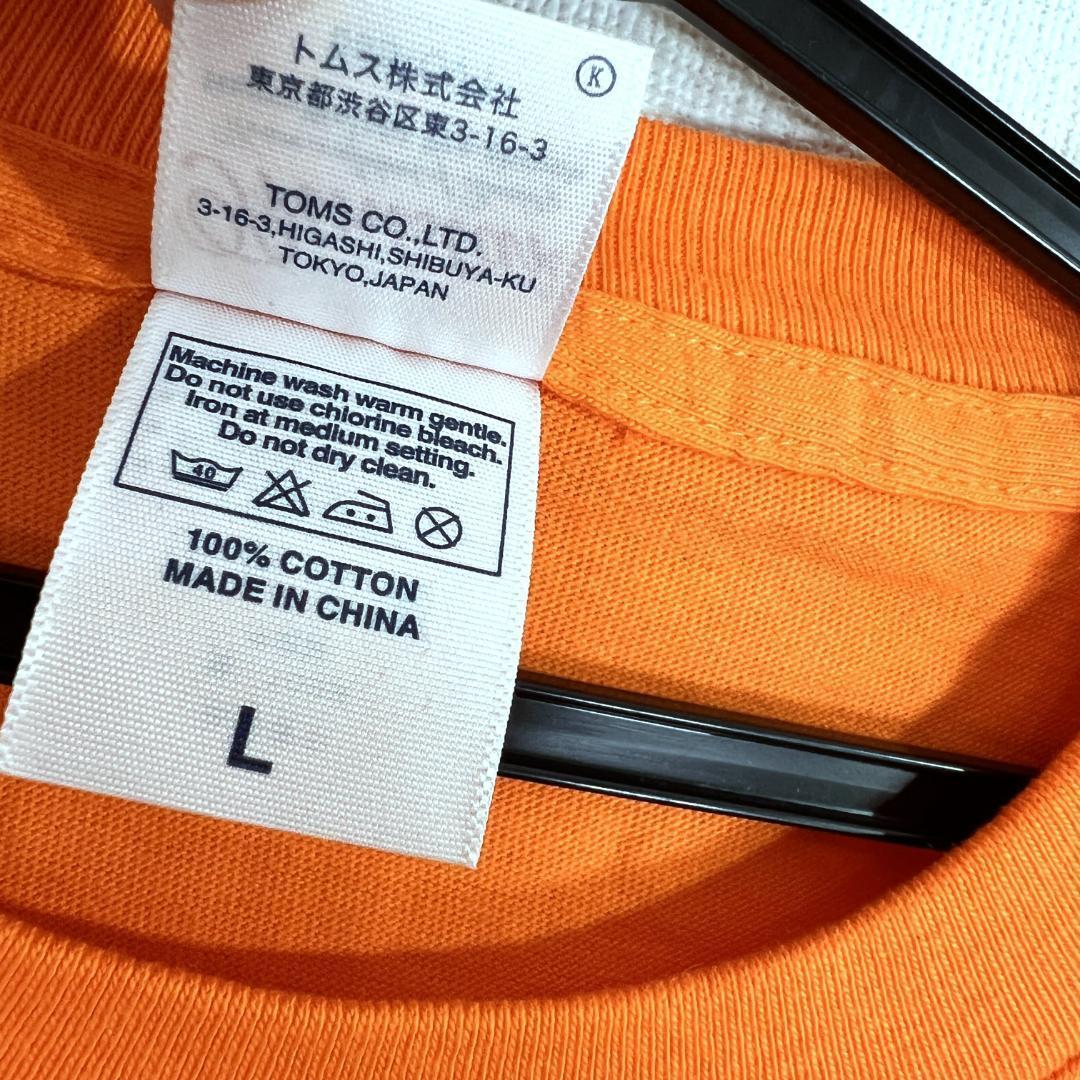 トムス株式会社
Ⓚ
東京都渋谷区東3-16-3
TOMS CO.,LTD.
3-16-3,HIGASHI,SHIBUYA-KU
TOKYO,JAPAN
Machine wash warm gentle.
Do not use chlorine bleach.
Iron at medium setting.
Do not dry clean.
40
100% COTTON
MADE IN CHINA
L